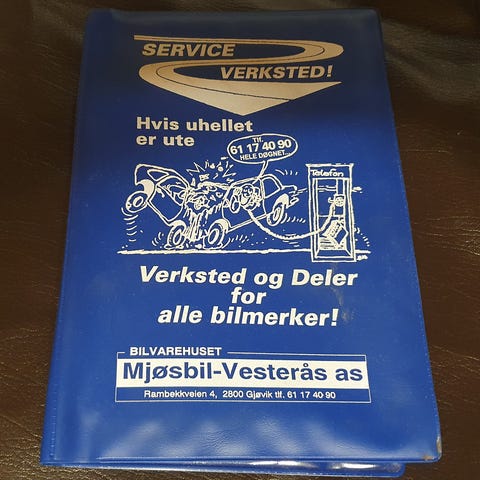 SERVICE
VERKSTED!
Hvis uhellet
er ute
Tlf.
61 17 40 90
HELE DØGNET...
Telefon
Verksted og Deler
for
alle bilmerker!
BILVAREHUSET
Mjøsbil-Vesterås as
Rambekkveien 4, 2800 Gjøvik tlf. 61 17 40 90